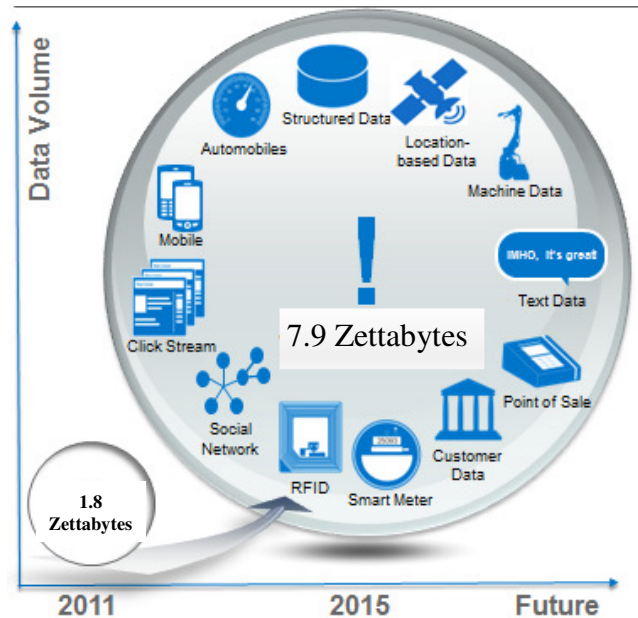 Data Volume
Structured Data
Automobiles
Location-
based Data
Machine Data
Mobile
IMHO, it's great!
Text Data
Click Stream
7.9 Zettabytes
Point of Sale
Social
Network
Customer
Data
RFID
Smart Meter
1.8
Zettabytes
2011
2015
Future